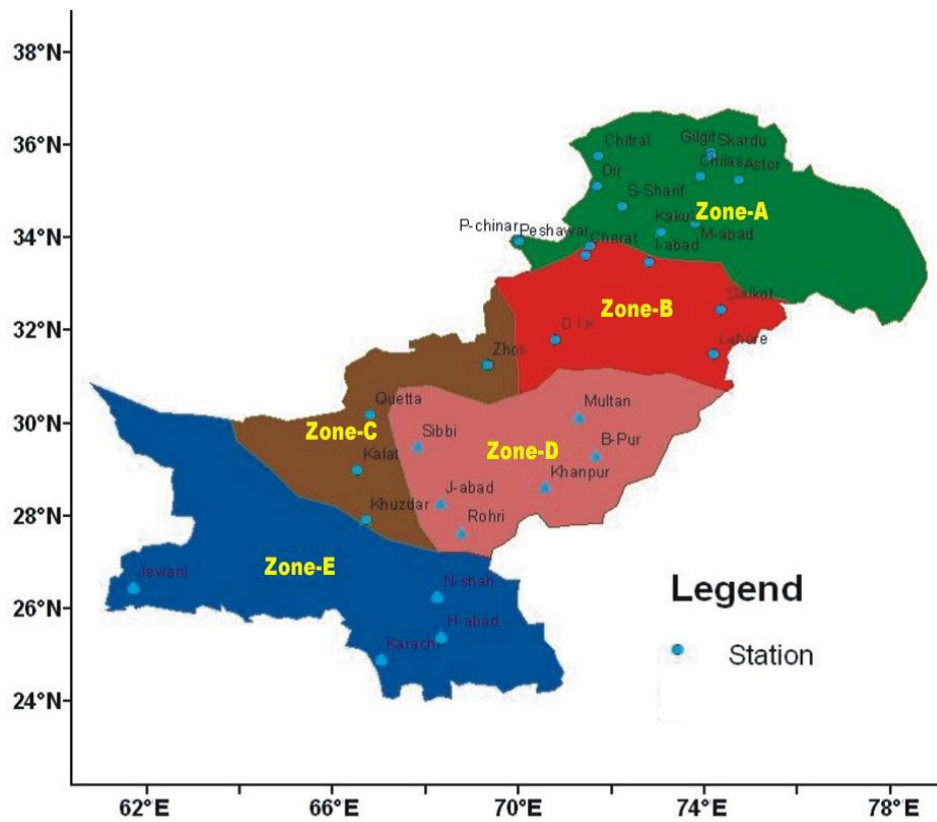 38°N
36°N
34°N
32°N
30°N
28°N
26°N
24°N
Chitral
Gilgit Skardu
Dir
Chilas Astor
S-Sharif
Zone-A
P-chinar Peshawar
M-abad
Cherat
I-abad
Zone-B
Sialkot
D I K
Lahore
Quetta
Multan
Zone-C
Sibbi
B-Pur
Zone-D
Kalat
Khanpur
J-abad
Khuzdar
Rohri
Zone-E
Jewani
N-shah
H-abad
Karachi
Legend
Station
62°E
66°E
70°E
74°E
78°E